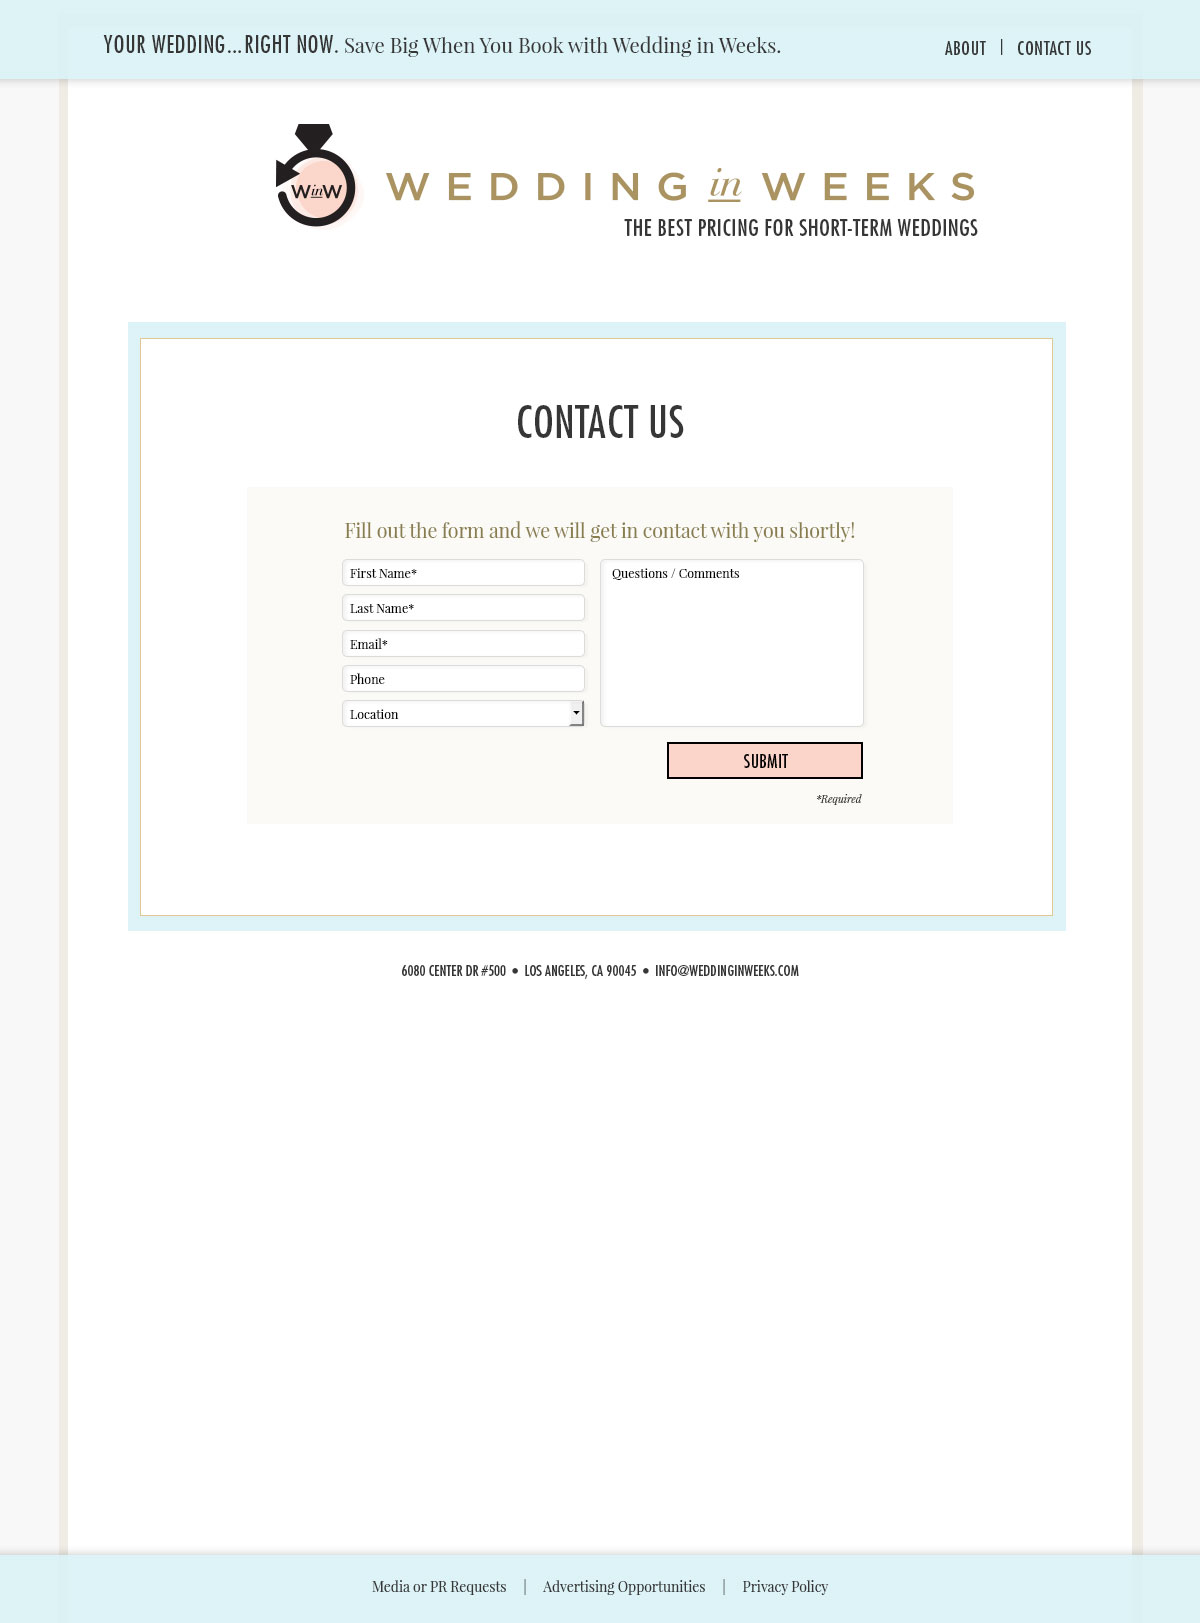 YOUR WEDDING...RIGHT NOW. Save Big When You Book with Wedding in Weeks.
ABOUT | CONTACT US
WinW
WEDDING in WEEKS
THE BEST PRICING FOR SHORT-TERM WEDDINGS
CONTACT US
Fill out the form and we will get in contact with you shortly!
First Name*
Last Name*
Email*
Phone
Location
Questions / Comments
SUBMIT
*Required
6080 CENTER DR #500 • LOS ANGELES, CA 90045 • INFO@WEDDINGINWEEKS.COM
Media or PR Requests | Advertising Opportunities | Privacy Policy